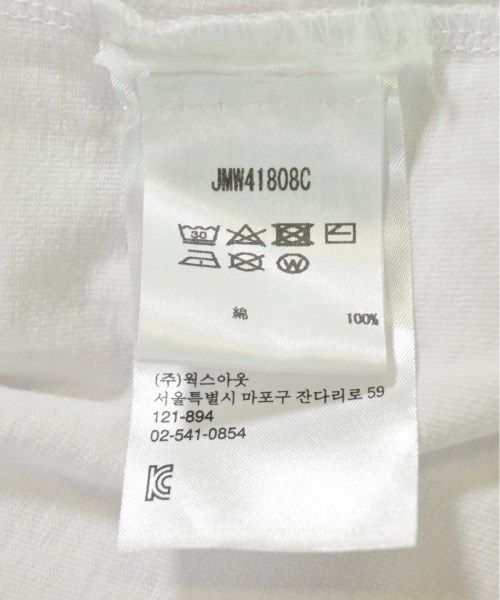 JMW41808C
30
W
綿 100%
(주)웍스아웃
서울특별시 마포구 잔다리로 59
121-894
02-541-0854